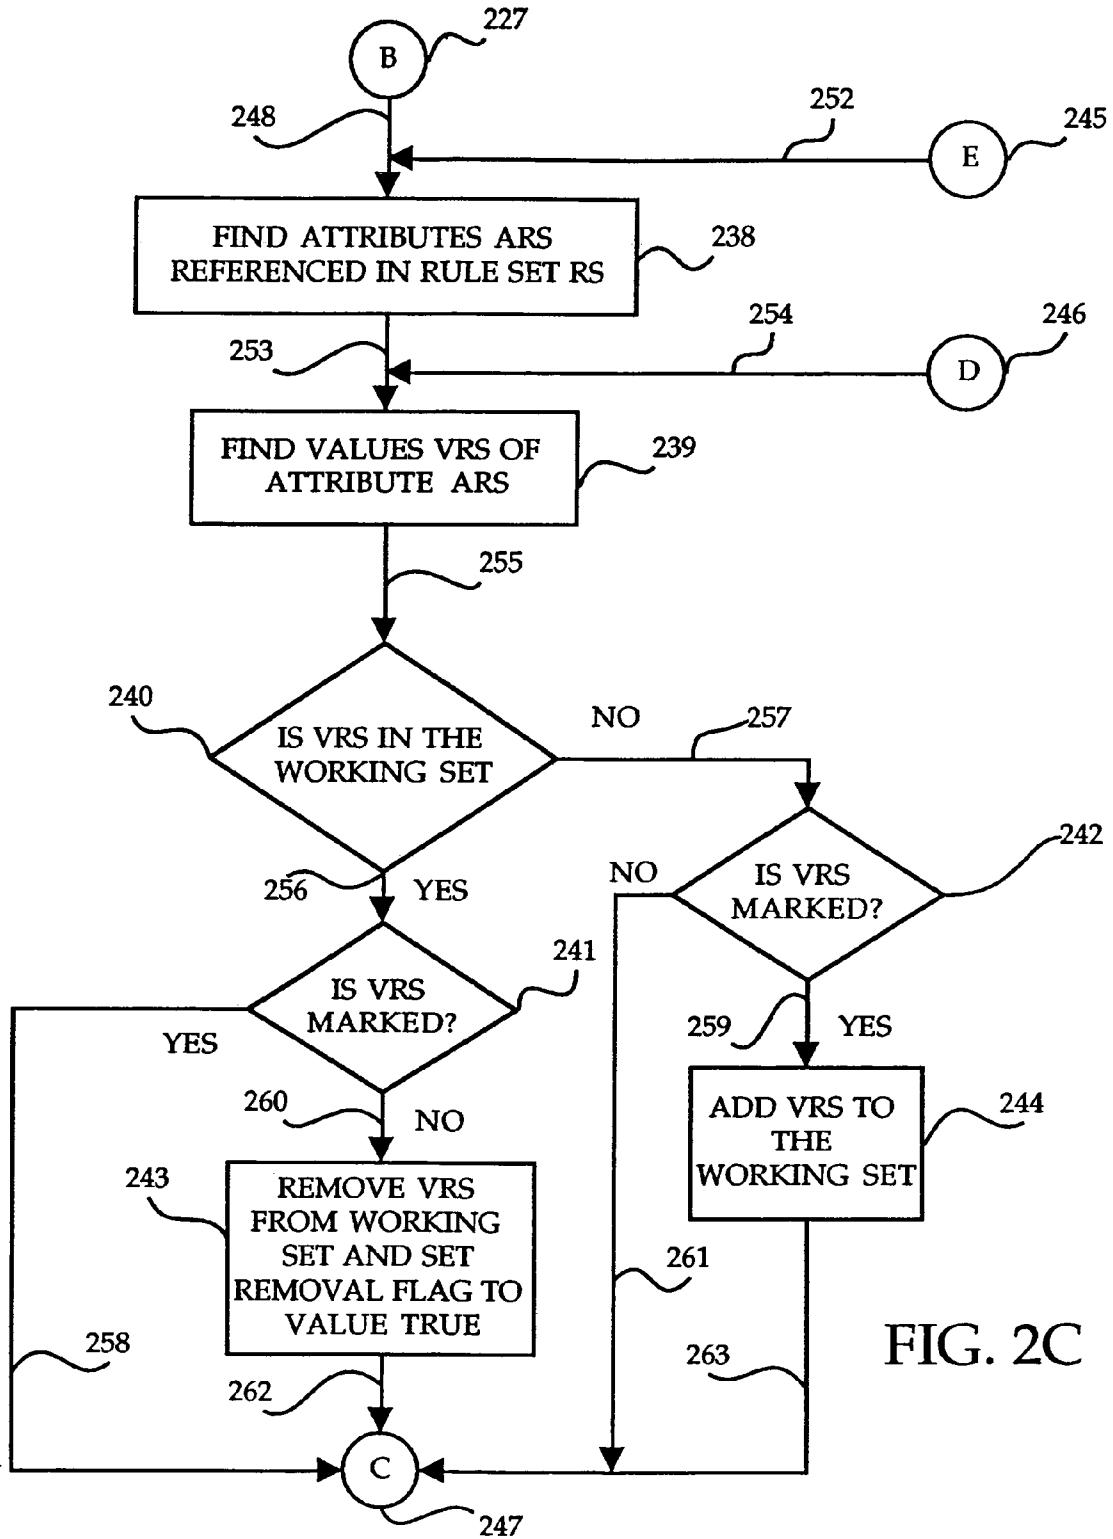 227
B
248
252
245
E
FIND ATTRIBUTES ARS
REFERENCED IN RULE SET RS
238
253
254
246
D
FIND VALUES VRS OF
ATTRIBUTE ARS
239
255
240
IS VRS IN THE
WORKING SET
NO
257
256
YES
NO
IS VRS
MARKED?
242
241
IS VRS
MARKED?
YES
259
YES
260
NO
ADD VRS TO
THE
WORKING SET
244
243
REMOVE VRS
FROM WORKING
SET AND SET
REMOVAL FLAG TO
VALUE TRUE
261
258
262
263
FIG. 2C
C
247